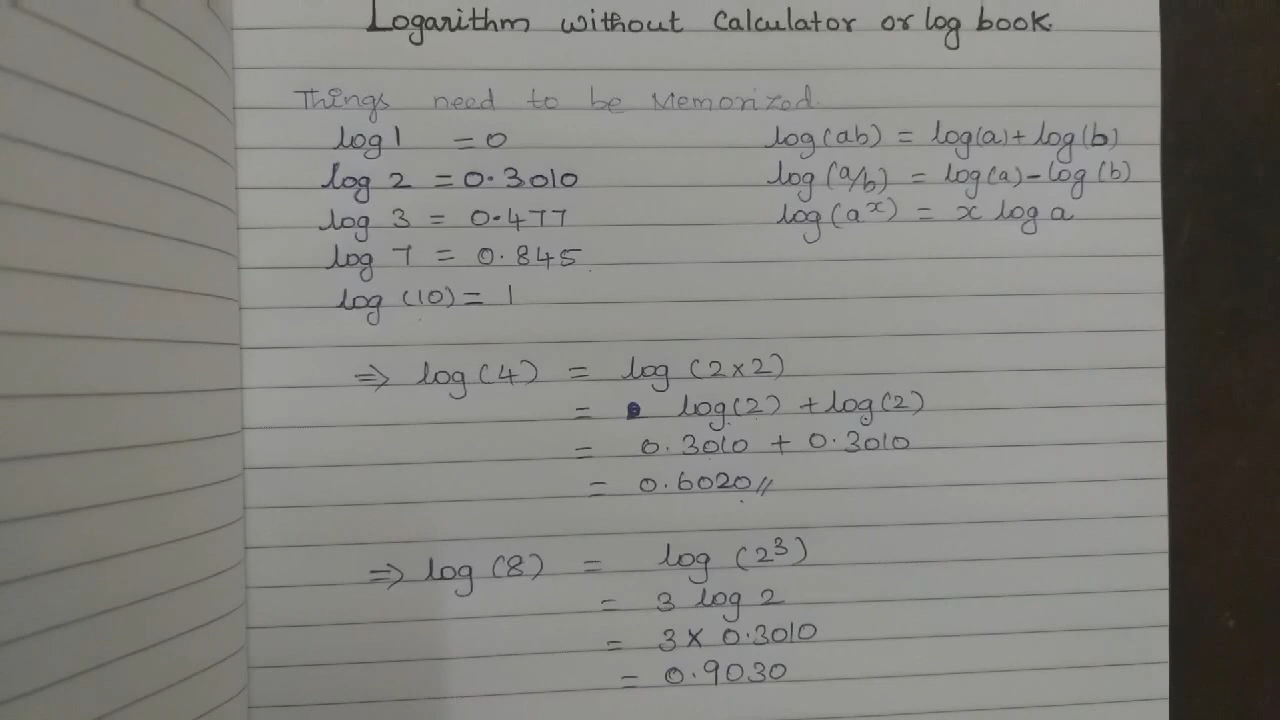 Logarithm without Calculator or log book.
Things need to be Memorized.
log 1 = 0
log 2 = 0.3010
log 3 = 0.477
log 7 = 0.845
log (10) = 1
log(ab) = log(a) + log(b)
log(a/b) = log(a) - log(b)
log(aˣ) = x log a
⇒ log(4) = log (2×2)
= log(2) + log(2)
= 0.3010 + 0.3010
= 0.6020//
⇒ log(8) = log (2³)
= 3 log 2
= 3 × 0.3010
= 0.9030